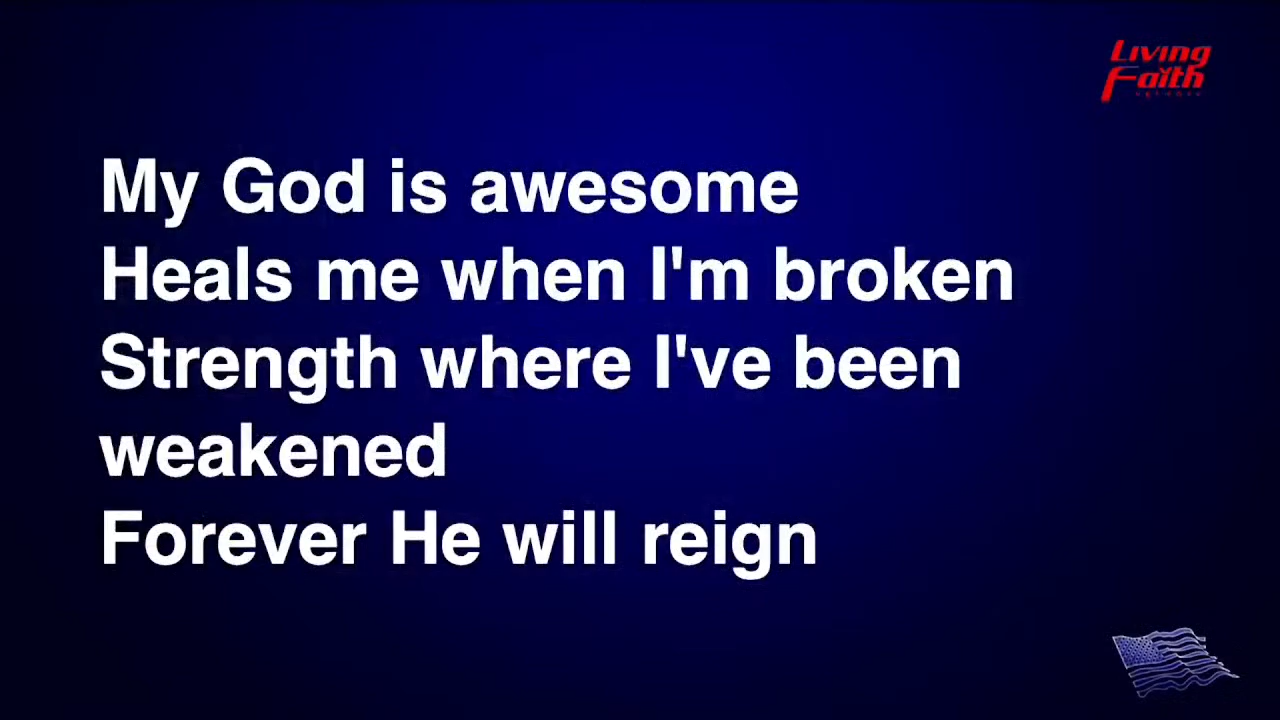 Living
Faith
My God is awesome
Heals me when I'm broken
Strength where I've been
weakened
Forever He will reign